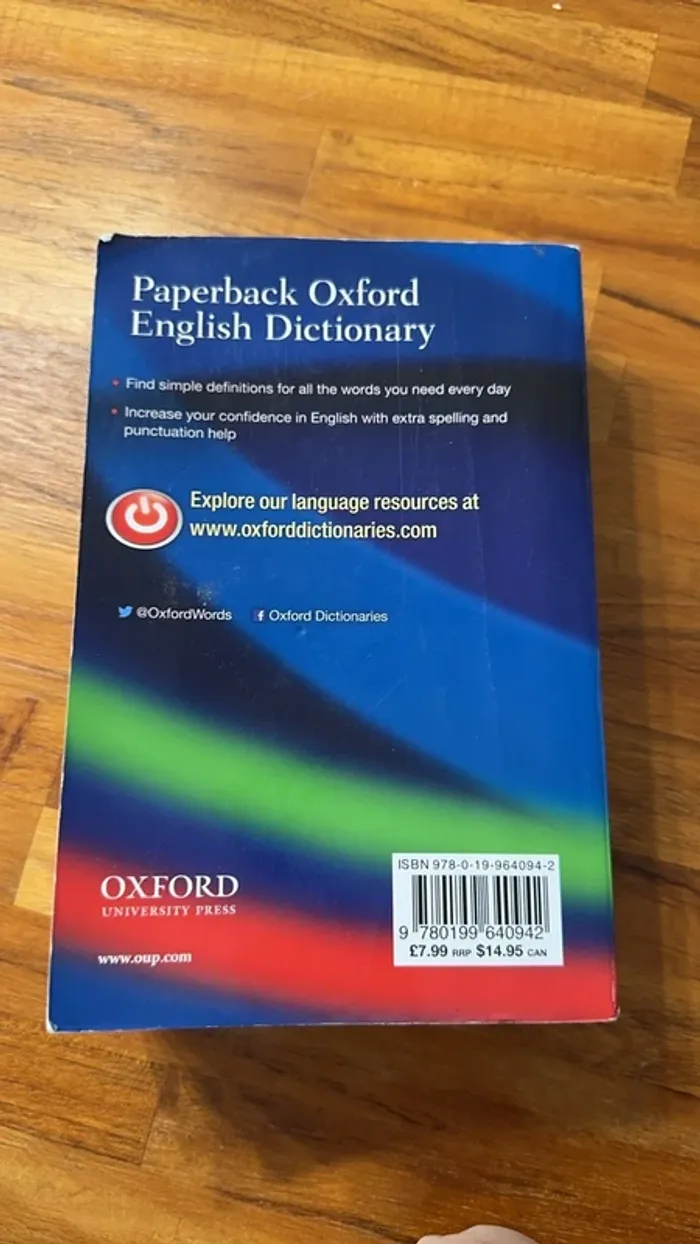 Paperback Oxford
English Dictionary
• Find simple definitions for all the words you need every day
• Increase your confidence in English with extra spelling and
punctuation help
Explore our language resources at
www.oxforddictionaries.com
@OxfordWords f Oxford Dictionaries
OXFORD
UNIVERSITY PRESS
www.oup.com
ISBN 978-0-19-964094-2
9 780199 640942
£7.99 RRP $14.95 CAN